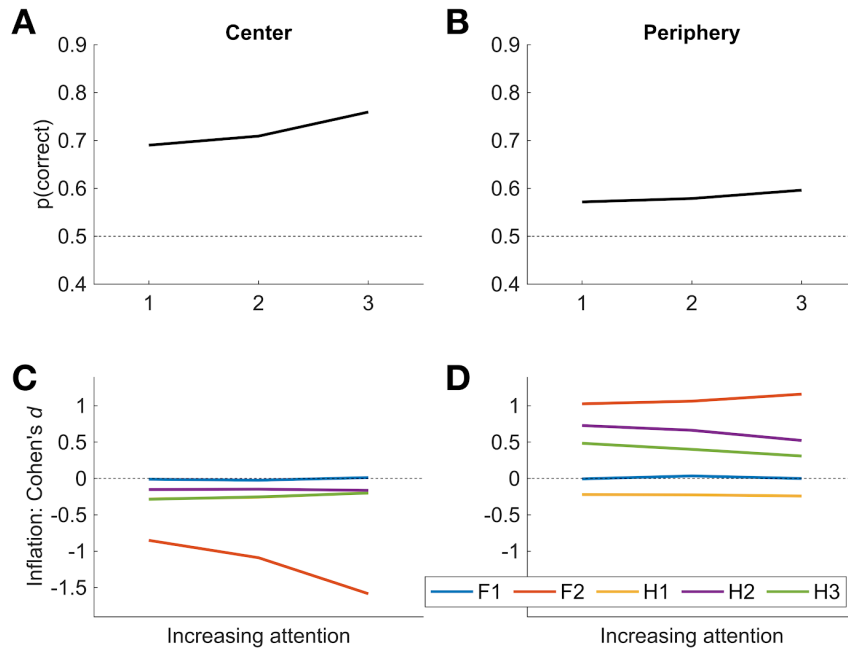 A
Center
p(correct)
0.9
0.8
0.7
0.6
0.5
0.4
1 2 3
B
Periphery
0.9
0.8
0.7
0.6
0.5
0.4
1 2 3
C
Inflation: Cohen's d
1
0.5
0
-0.5
-1
-1.5
Increasing attention
D
1
0.5
0
-0.5
-1
F1 F2 H1 H2 H3
Increasing attention